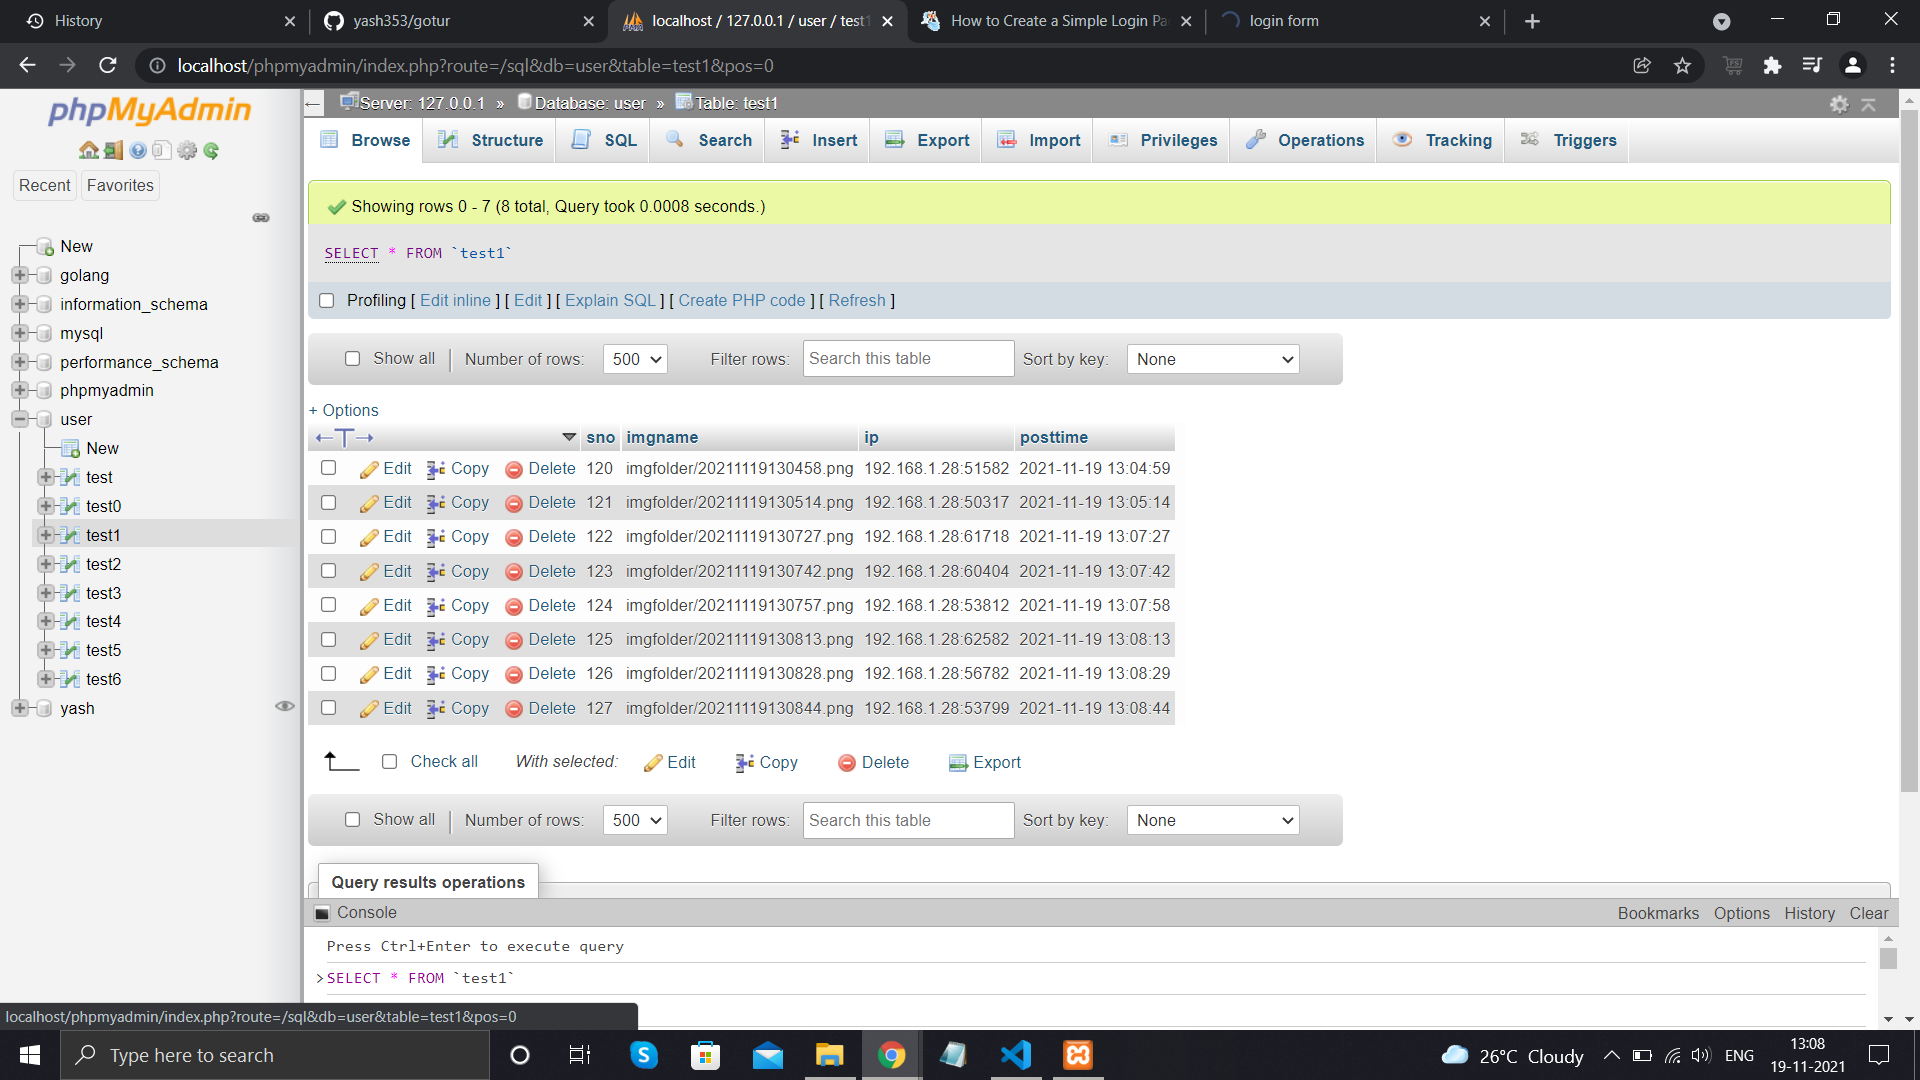 History
yash353/gotur
localhost / 127.0.0.1 / user / test1
How to Create a Simple Login Pa
login form
localhost/phpmyadmin/index.php?route=/sql&db=user&table=test1&pos=0
phpMyAdmin
Recent
Favorites
New
golang
information_schema
mysql
performance_schema
phpmyadmin
user
New
test
test0
test1
test2
test3
test4
test5
test6
yash
Server: 127.0.0.1 » Database: user » Table: test1
Browse Structure SQL Search Insert Export Import Privileges Operations Tracking Triggers
Showing rows 0 - 7 (8 total, Query took 0.0008 seconds.)
SELECT * FROM `test1`
Profiling [ Edit inline ] [ Edit ] [ Explain SQL ] [ Create PHP code ] [ Refresh ]
Show all Number of rows: 500 Filter rows: Search this table Sort by key: None
+ Options
←T→ sno imgname ip posttime
Edit Copy Delete 120 imgfolder/20211119130458.png 192.168.1.28:51582 2021-11-19 13:04:59
Edit Copy Delete 121 imgfolder/20211119130514.png 192.168.1.28:50317 2021-11-19 13:05:14
Edit Copy Delete 122 imgfolder/20211119130727.png 192.168.1.28:61718 2021-11-19 13:07:27
Edit Copy Delete 123 imgfolder/20211119130742.png 192.168.1.28:60404 2021-11-19 13:07:42
Edit Copy Delete 124 imgfolder/20211119130757.png 192.168.1.28:53812 2021-11-19 13:07:58
Edit Copy Delete 125 imgfolder/20211119130813.png 192.168.1.28:62582 2021-11-19 13:08:13
Edit Copy Delete 126 imgfolder/20211119130828.png 192.168.1.28:56782 2021-11-19 13:08:29
Edit Copy Delete 127 imgfolder/20211119130844.png 192.168.1.28:53799 2021-11-19 13:08:44
Check all With selected: Edit Copy Delete Export
Show all Number of rows: 500 Filter rows: Search this table Sort by key: None
Query results operations
Console Bookmarks Options History Clear
Press Ctrl+Enter to execute query
>SELECT * FROM `test1`
localhost/phpmyadmin/index.php?route=/sql&db=user&table=test1&pos=0
Type here to search
26°C Cloudy
ENG
13:08
19-11-2021